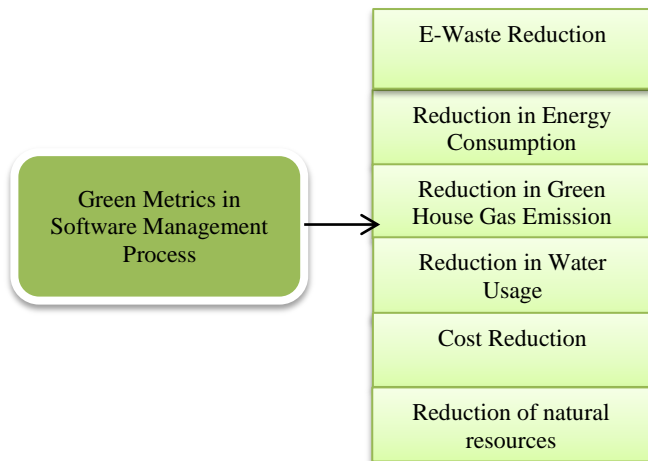 Green Metrics in
Software Management
Process
E-Waste Reduction
Reduction in Energy
Consumption
Reduction in Green
House Gas Emission
Reduction in Water
Usage
Cost Reduction
Reduction of natural
resources